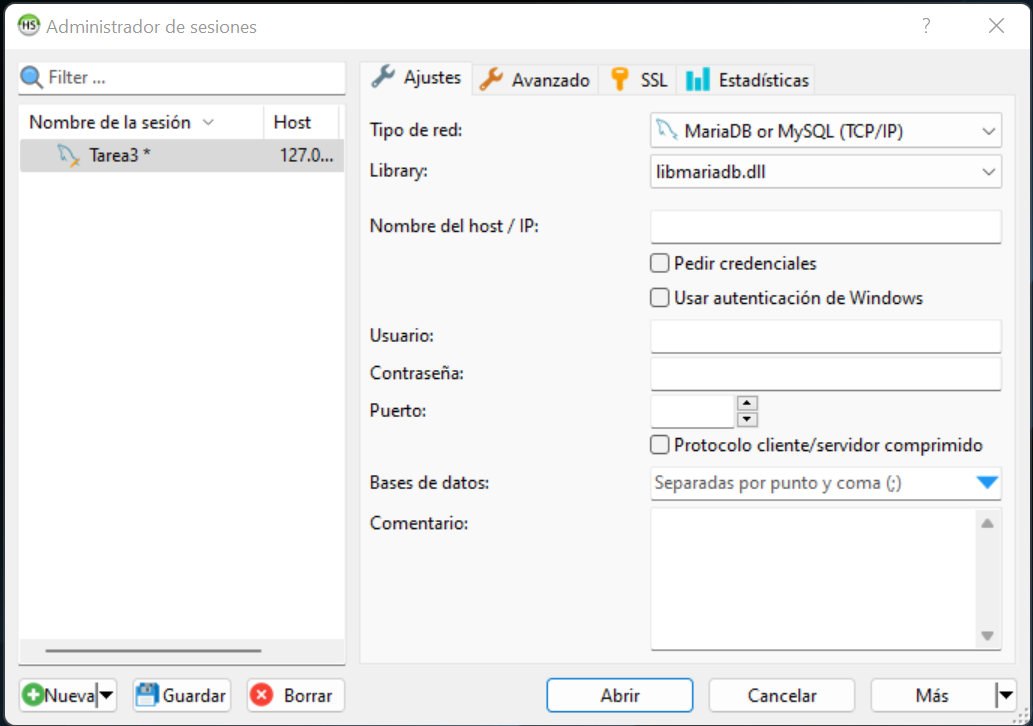 HS Administrador de sesiones ?
Filter ...
Ajustes Avanzado SSL Estadísticas
Nombre de la sesión Host
Tarea3 * 127.0...
Tipo de red: MariaDB or MySQL (TCP/IP)
Library: libmariadb.dll
Nombre del host / IP:
Pedir credenciales
Usar autenticación de Windows
Usuario:
Contraseña:
Puerto:
Protocolo cliente/servidor comprimido
Bases de datos: Separadas por punto y coma (;)
Comentario:
Nueva Guardar Borrar Abrir Cancelar Más